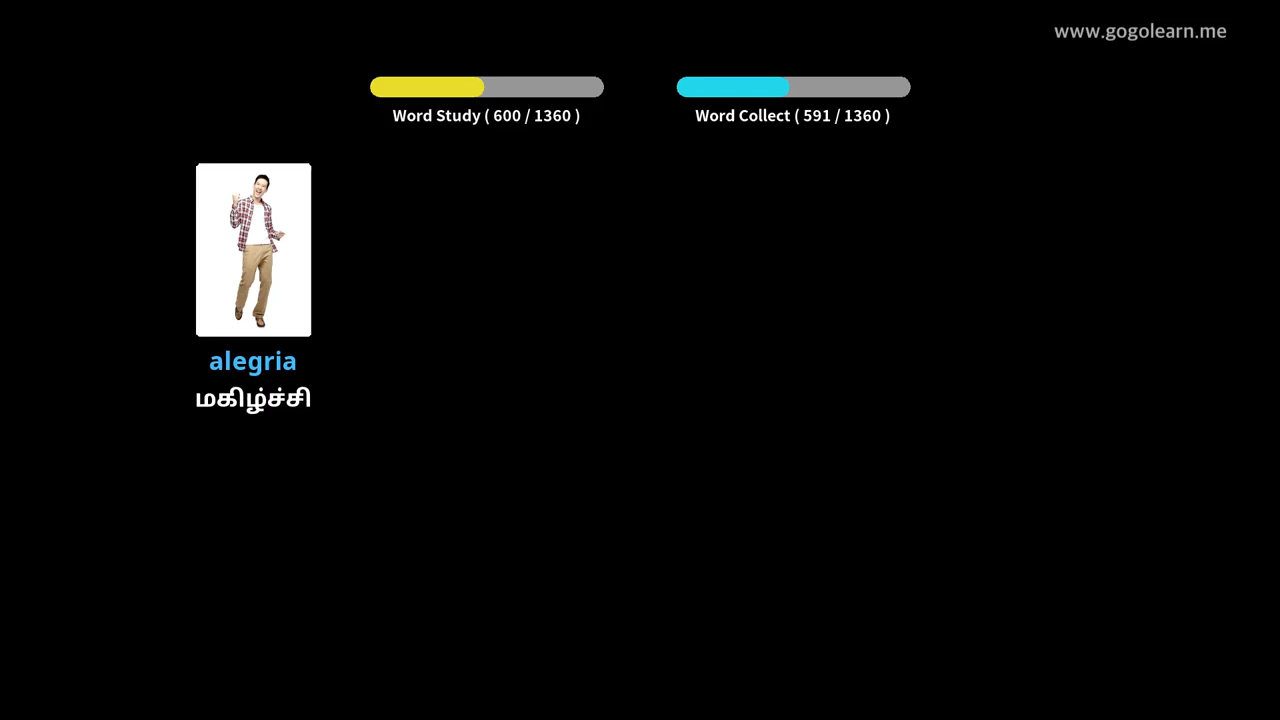 www.gogolearn.me
Word Study ( 600 / 1360 )
Word Collect ( 591 / 1360 )
alegria
மகிழ்ச்சி